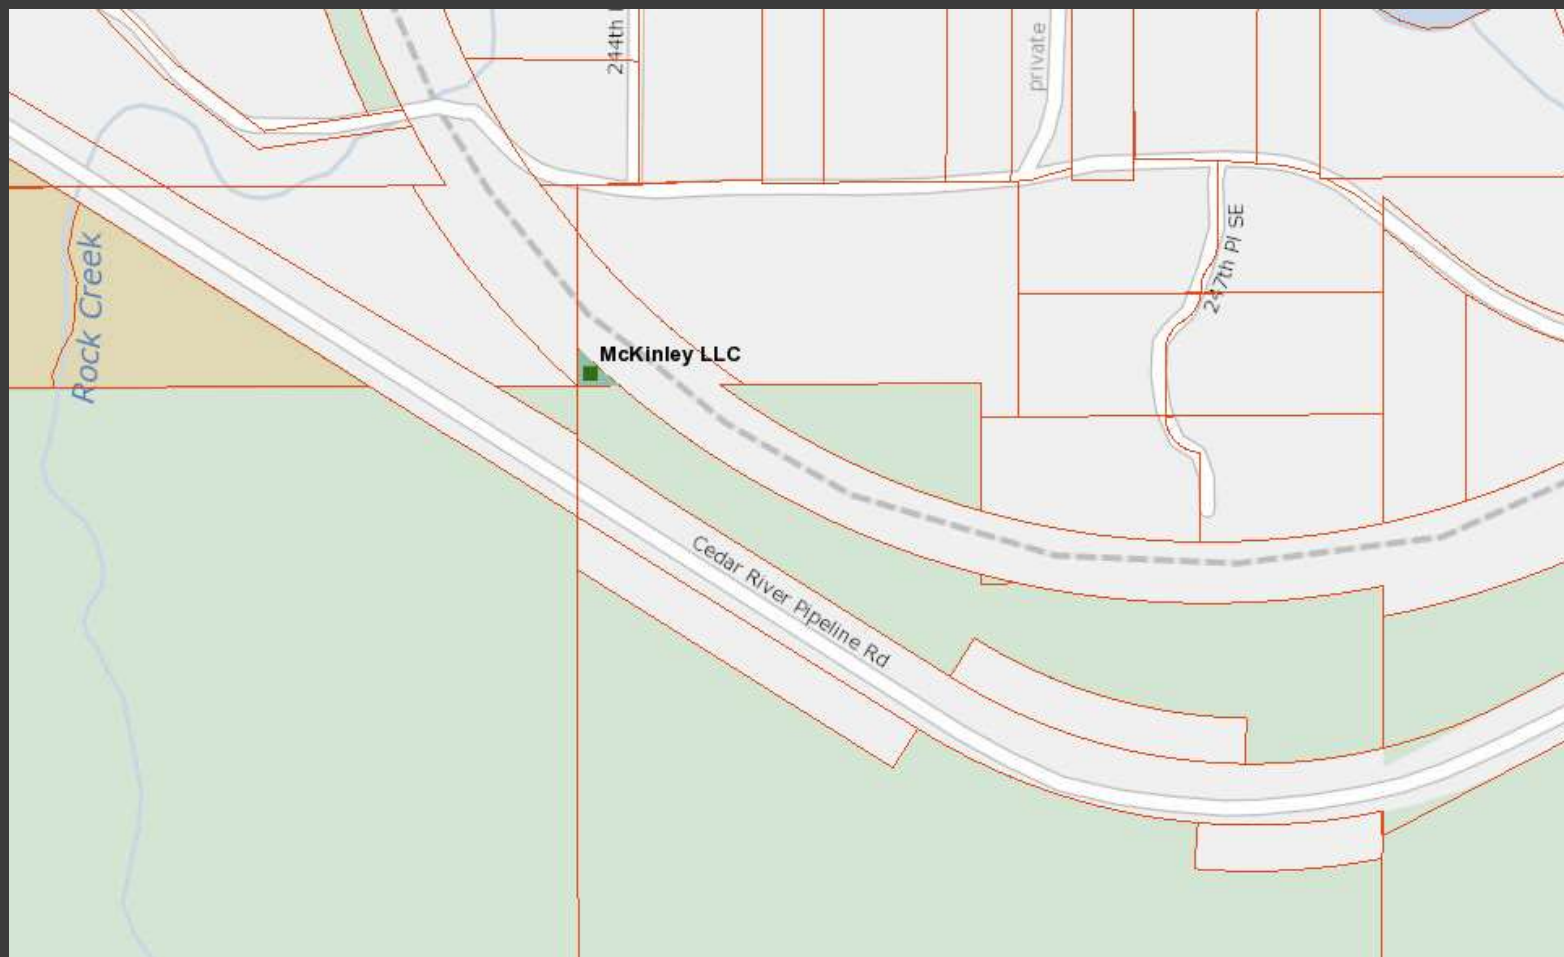 244th
private
247th Pl SE
Rock Creek
McKinley LLC
Cedar River Pipeline Rd